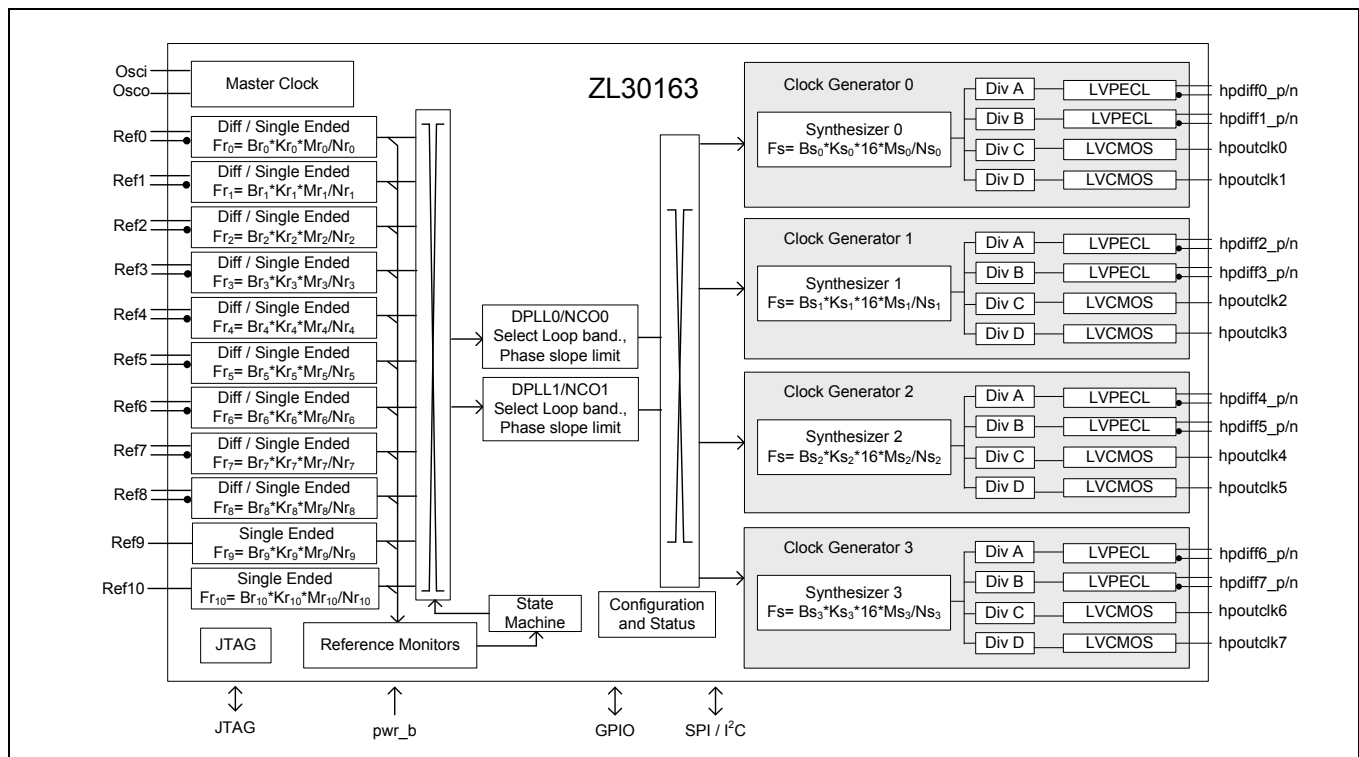 ZL30163
Osci
Osco
Master Clock
Ref0
Diff / Single Ended
Fr₀= Br₀*Kr₀*Mr₀/Nr₀
Ref1
Diff / Single Ended
Fr₁= Br₁*Kr₁*Mr₁/Nr₁
Ref2
Diff / Single Ended
Fr₂= Br₂*Kr₂*Mr₂/Nr₂
Ref3
Diff / Single Ended
Fr₃= Br₃*Kr₃*Mr₃/Nr₃
Ref4
Diff / Single Ended
Fr₄= Br₄*Kr₄*Mr₄/Nr₄
Ref5
Diff / Single Ended
Fr₅= Br₅*Kr₅*Mr₅/Nr₅
Ref6
Diff / Single Ended
Fr₆= Br₆*Kr₆*Mr₆/Nr₆
Ref7
Diff / Single Ended
Fr₇= Br₇*Kr₇*Mr₇/Nr₇
Ref8
Diff / Single Ended
Fr₈= Br₈*Kr₈*Mr₈/Nr₈
Ref9
Single Ended
Fr₉= Br₉*Kr₉*Mr₉/Nr₉
Ref10
Single Ended
Fr₁₀= Br₁₀*Kr₁₀*Mr₁₀/Nr₁₀
JTAG
Reference Monitors
State
Machine
DPLL0/NCO0
Select Loop band.,
Phase slope limit
DPLL1/NCO1
Select Loop band.,
Phase slope limit
Configuration
and Status
Clock Generator 0
Synthesizer 0
Fs= Bs₀*Ks₀*16*Ms₀/Ns₀
Div A
LVPECL
hpdiff0_p/n
Div B
LVPECL
hpdiff1_p/n
Div C
LVCMOS
hpoutclk0
Div D
LVCMOS
hpoutclk1
Clock Generator 1
Synthesizer 1
Fs= Bs₁*Ks₁*16*Ms₁/Ns₁
Div A
LVPECL
hpdiff2_p/n
Div B
LVPECL
hpdiff3_p/n
Div C
LVCMOS
hpoutclk2
Div D
LVCMOS
hpoutclk3
Clock Generator 2
Synthesizer 2
Fs= Bs₂*Ks₂*16*Ms₂/Ns₂
Div A
LVPECL
hpdiff4_p/n
Div B
LVPECL
hpdiff5_p/n
Div C
LVCMOS
hpoutclk4
Div D
LVCMOS
hpoutclk5
Clock Generator 3
Synthesizer 3
Fs= Bs₃*Ks₃*16*Ms₃/Ns₃
Div A
LVPECL
hpdiff6_p/n
Div B
LVPECL
hpdiff7_p/n
Div C
LVCMOS
hpoutclk6
Div D
LVCMOS
hpoutclk7
JTAG
pwr_b
GPIO
SPI / I²C